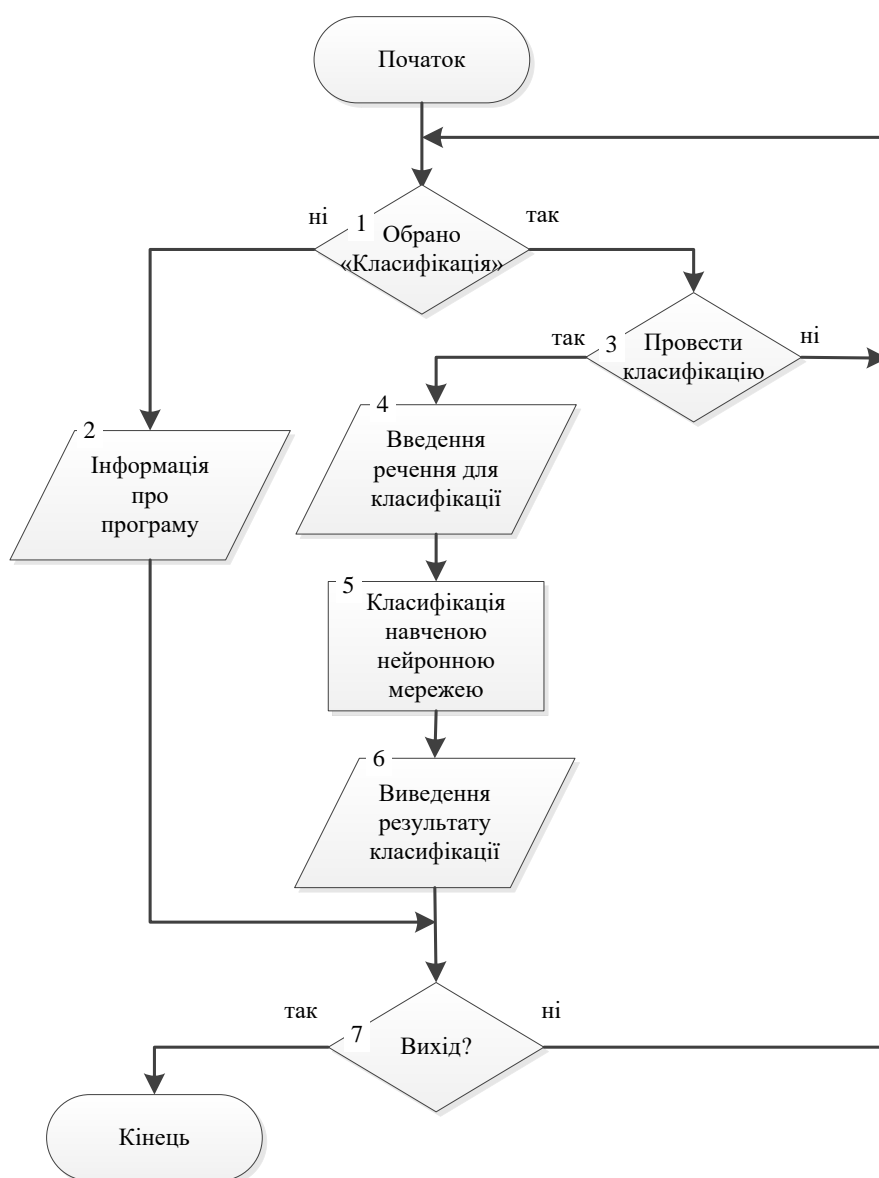 Початок
ні
1
так
Обрано
«Класифікація»
так
3
ні
Провести
класифікацію
2
Інформація
про
програму
4
Введення
речення для
класифікації
5
Класифікація
навченою
нейронною
мережею
6
Виведення
результату
класифікації
так
7
ні
Вихід?
Кінець